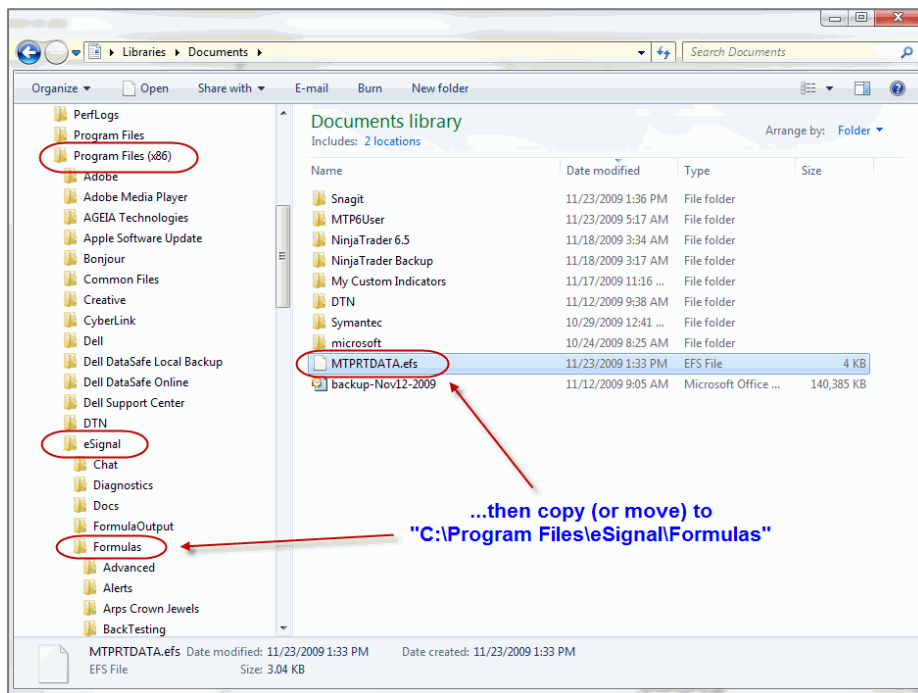 Libraries Documents
Search Documents
Organize Open Share with E-mail Burn New folder
PerfLogs
Program Files
Program Files (x86)
Adobe
Adobe Media Player
AGEIA Technologies
Apple Software Update
Bonjour
Common Files
Creative
CyberLink
Dell
Dell DataSafe Local Backup
Dell DataSafe Online
Dell Support Center
DTN
eSignal
Chat
Diagnostics
Docs
FormulaOutput
Formulas
Advanced
Alerts
Arps Crown Jewels
BackTesting
Documents library
Includes: 2 locations
Arrange by: Folder
Name Date modified Type Size
Snagit 11/23/2009 1:36 PM File folder
MTP6User 11/23/2009 5:17 AM File folder
NinjaTrader 6.5 11/18/2009 3:34 AM File folder
NinjaTrader Backup 11/18/2009 3:17 AM File folder
My Custom Indicators 11/17/2009 11:16 ... File folder
DTN 11/12/2009 9:38 AM File folder
Symantec 10/29/2009 12:41 ... File folder
microsoft 10/24/2009 8:25 AM File folder
MTPRTDATA.efs 11/23/2009 1:33 PM EFS File 4 KB
backup-Nov12-2009 11/12/2009 9:05 AM Microsoft Office ... 140,385 KB
...then copy (or move) to
"C:\Program Files\eSignal\Formulas"
MTPRTDATA.efs Date modified: 11/23/2009 1:33 PM Date created: 11/23/2009 1:33 PM
EFS File Size: 3.04 KB